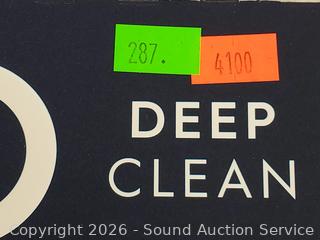 287.
4100
DEEP
CLEAN
Copyright 2026 - Sound Auction Service